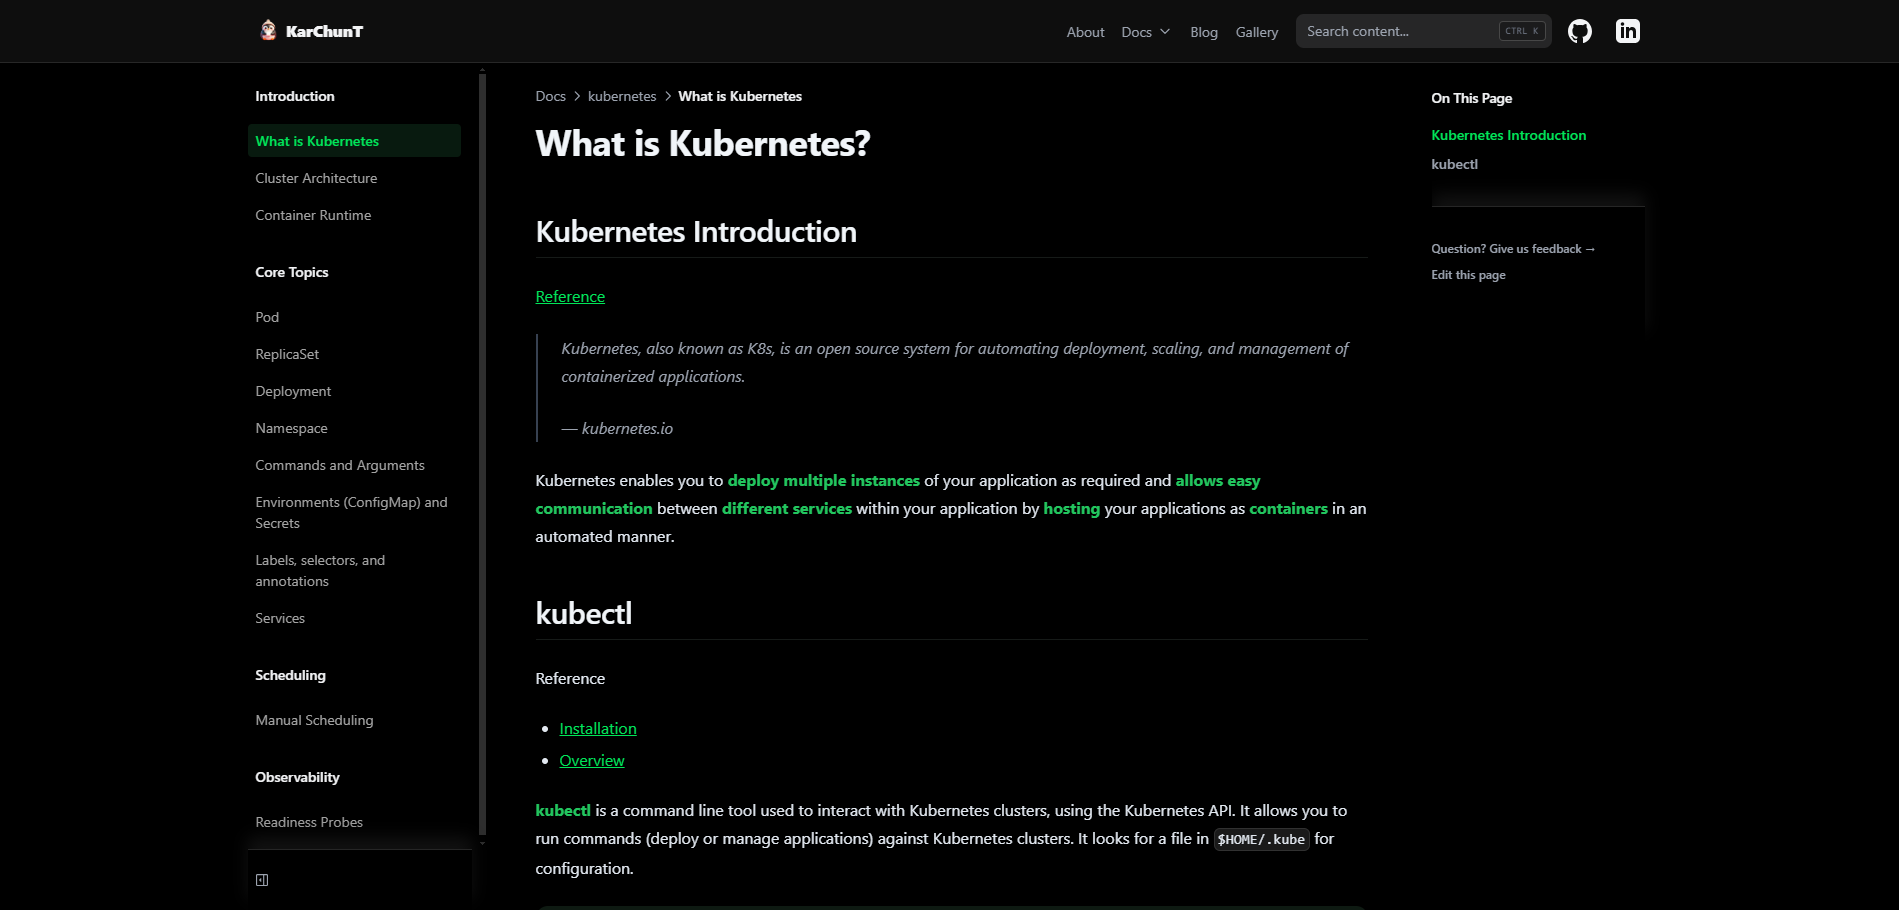 KarChunT
About
Docs
Blog
Gallery
Search content...
CTRL K
Introduction
What is Kubernetes
Cluster Architecture
Container Runtime
Core Topics
Pod
ReplicaSet
Deployment
Namespace
Commands and Arguments
Environments (ConfigMap) and
Secrets
Labels, selectors, and
annotations
Services
Scheduling
Manual Scheduling
Observability
Readiness Probes
Docs > kubernetes > What is Kubernetes
What is Kubernetes?
Kubernetes Introduction
Reference
Kubernetes, also known as K8s, is an open source system for automating deployment, scaling, and management of
containerized applications.
— kubernetes.io
Kubernetes enables you to deploy multiple instances of your application as required and allows easy
communication between different services within your application by hosting your applications as containers in an
automated manner.
kubectl
Reference
• Installation
• Overview
kubectl is a command line tool used to interact with Kubernetes clusters, using the Kubernetes API. It allows you to
run commands (deploy or manage applications) against Kubernetes clusters. It looks for a file in $HOME/.kube for
configuration.
On This Page
Kubernetes Introduction
kubectl
Question? Give us feedback →
Edit this page